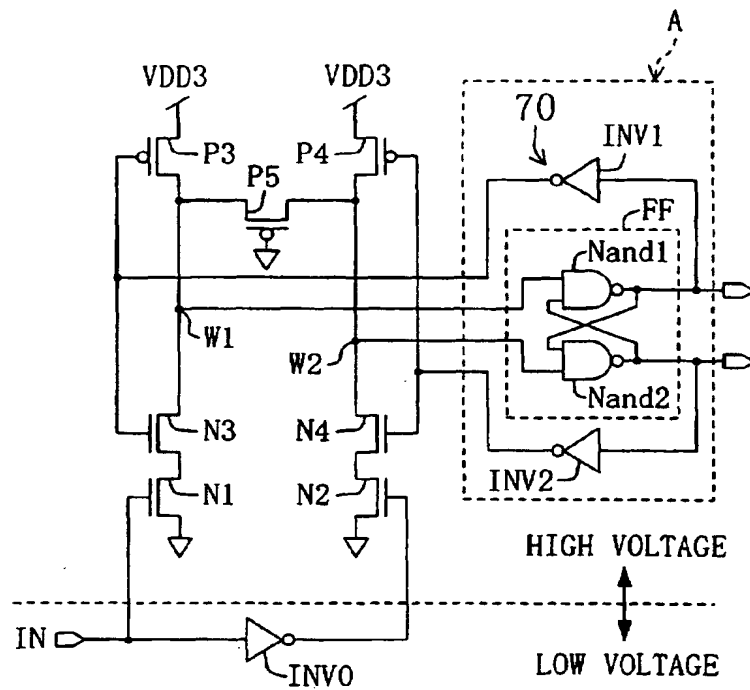 A
VDD3 VDD3
70
INV1
P3 P4
P5
FF
Nand1
W1
W2
Nand2
N3 N4
INV2
N1 N2
HIGH VOLTAGE
IN
INV0
LOW VOLTAGE